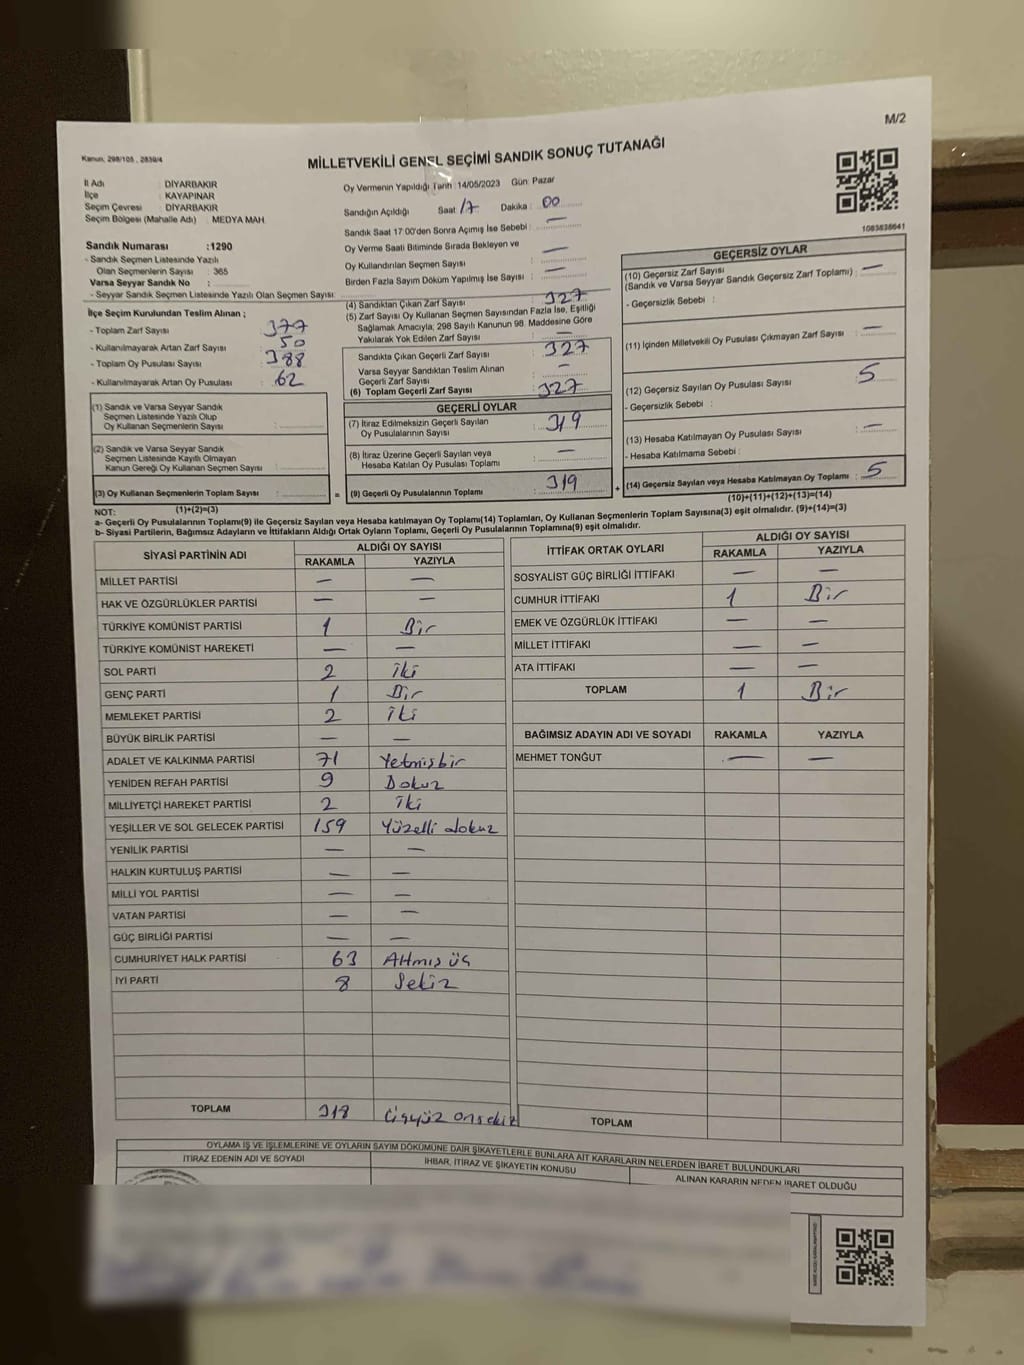 M/2
Kanun, 298/105, 2839/4
MİLLETVEKİLİ GENEL SEÇİMİ SANDIK SONUÇ TUTANAĞI
İl Adı : DİYARBAKIR
İlçe : KAYAPINAR
Seçim Çevresi : DİYARBAKIR
Seçim Bölgesi (Mahalle Adı) : MEDYA MAH.
Sandık Numarası :1290
- Sandık Seçmen Listesinde Yazılı
Olan Seçmenlerin Sayısı : 365
Varsa Seyyar Sandık No :
- Seyyar Sandık Seçmen Listesinde Yazılı Olan Seçmen Sayısı:
İlçe Seçim Kurulundan Teslim Alınan ;
- Toplam Zarf Sayısı : 377
- Kullanılmayarak Artan Zarf Sayısı : 50
- Toplam Oy Pusulası Sayısı : 388
- Kullanılmayarak Artan Oy Pusulası : 62
(1) Sandık ve Varsa Seyyar Sandık
Seçmen Listesinde Yazılı Olup
Oy Kullanan Seçmenlerin Sayısı :
(2) Sandık ve Varsa Seyyar Sandık
Seçmen Listesinde Kayıtlı Olmayan
Kanun Gereği Oy Kullanan Seçmen Sayısı :
(3) Oy Kullanan Seçmenlerin Toplam Sayısı :
(1)+(2)=(3)
Oy Vermenin Yapıldığı Tarih :14/05/2023 Gün: Pazar
Sandığın Açıldığı Saat : 17 Dakika : 00
Sandık Saat 17:00'den Sonra Açımış İse Sebebi : —
Oy Verme Saati Bitiminde Sırada Bekleyen ve
Oy Kullandırılan Seçmen Sayısı : —
Birden Fazla Sayım Döküm Yapılmış İse Sayısı : —
(4) Sandıktan Çıkan Zarf Sayısı : 327
(5) Zarf Sayısı Oy Kullanan Seçmen Sayısından Fazla İse, Eşitliği
Sağlamak Amacıyla; 298 Sayılı Kanunun 98. Maddesine Göre
Yakılarak Yok Edilen Zarf Sayısı : —
Sandıkta Çıkan Geçerli Zarf Sayısı : 327
Varsa Seyyar Sandıktan Teslim Alınan
Geçerli Zarf Sayısı : —
(6) Toplam Geçerli Zarf Sayısı : 327
GEÇERLİ OYLAR
(7) İtiraz Edilmeksizin Geçerli Sayılan
Oy Pusulalarının Sayısı : 319
(8) İtiraz Üzerine Geçerli Sayılan veya
Hesaba Katılan Oy Pusulası Toplamı : —
= (9) Geçerli Oy Pusulalarının Toplamı : 319
1083838641
GEÇERSİZ OYLAR
(10) Geçersiz Zarf Sayısı
(Sandık ve Varsa Seyyar Sandık Geçersiz Zarf Toplamı) : —
- Geçersizlik Sebebi :
(11) İçinden Milletvekili Oy Pusulası Çıkmayan Zarf Sayısı : —
(12) Geçersiz Sayılan Oy Pusulası Sayısı : 5
- Geçersizlik Sebebi :
(13) Hesaba Katılmayan Oy Pusulası Sayısı : —
- Hesaba Katılmama Sebebi :
+ (14) Geçersiz Sayılan veya Hesaba Katılmayan Oy Toplamı : 5
(10)+(11)+(12)+(13)=(14)
NOT:
a- Geçerli Oy Pusulalarının Toplamı(9) ile Geçersiz Sayılan veya Hesaba katılmayan Oy Toplamı(14) Toplamları, Oy Kullanan Seçmenlerin Toplam Sayısına(3) eşit olmalıdır. (9)+(14)=(3)
b- Siyasi Partilerin, Bağımsız Adayların ve İttifakların Aldığı Ortak Oyların Toplamı, Geçerli Oy Pusulalarının Toplamına(9) eşit olmalıdır.
SİYASİ PARTİNİN ADI ALDIĞI OY SAYISI
RAKAMLA YAZIYLA
MİLLET PARTİSİ — —
HAK VE ÖZGÜRLÜKLER PARTİSİ — —
TÜRKİYE KOMÜNİST PARTİSİ 1 Bir
TÜRKİYE KOMÜNİST HAREKETİ — —
SOL PARTİ 2 İki
GENÇ PARTİ 1 Bir
MEMLEKET PARTİSİ 2 İki
BÜYÜK BİRLİK PARTİSİ — —
ADALET VE KALKINMA PARTİSİ 71 Yetmişbir
YENİDEN REFAH PARTİSİ 9 Dokuz
MİLLİYETÇİ HAREKET PARTİSİ 2 İki
YEŞİLLER VE SOL GELECEK PARTİSİ 159 Yüzelli dokuz
YENİLİK PARTİSİ — —
HALKIN KURTULUŞ PARTİSİ — —
MİLLİ YOL PARTİSİ — —
VATAN PARTİSİ — —
GÜÇ BİRLİĞİ PARTİSİ — —
CUMHURİYET HALK PARTİSİ 63 Altmış üç
İYİ PARTİ 8 Sekiz
TOPLAM 318 Üçyüz onsekiz
İTTİFAK ORTAK OYLARI ALDIĞI OY SAYISI
RAKAMLA YAZIYLA
SOSYALİST GÜÇ BİRLİĞİ İTTİFAKI — —
CUMHUR İTTİFAKI 1 Bir
EMEK VE ÖZGÜRLÜK İTTİFAKI — —
MİLLET İTTİFAKI — —
ATA İTTİFAKI — —
TOPLAM 1 Bir
BAĞIMSIZ ADAYIN ADI VE SOYADI RAKAMLA YAZIYLA
MEHMET TONĞUT — —
TOPLAM
OYLAMA İŞ VE İŞLEMLERİNE VE OYLARIN SAYIM DÖKÜMÜNE DAİR ŞİKAYETLERLE BUNLARA AİT KARARLARIN NELERDEN İBARET BULUNDUKLARI
İTİRAZ EDENİN ADI VE SOYADI İHBAR, İTİRAZ VE ŞİKAYETİN KONUSU ALINAN KARARIN NEDEN İBARET OLDUĞU